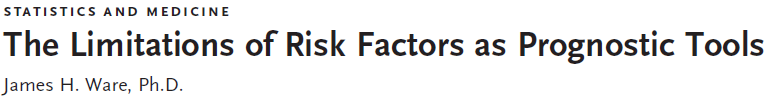 STATISTICS AND MEDICINE
The Limitations of Risk Factors as Prognostic Tools
James H. Ware, Ph.D.